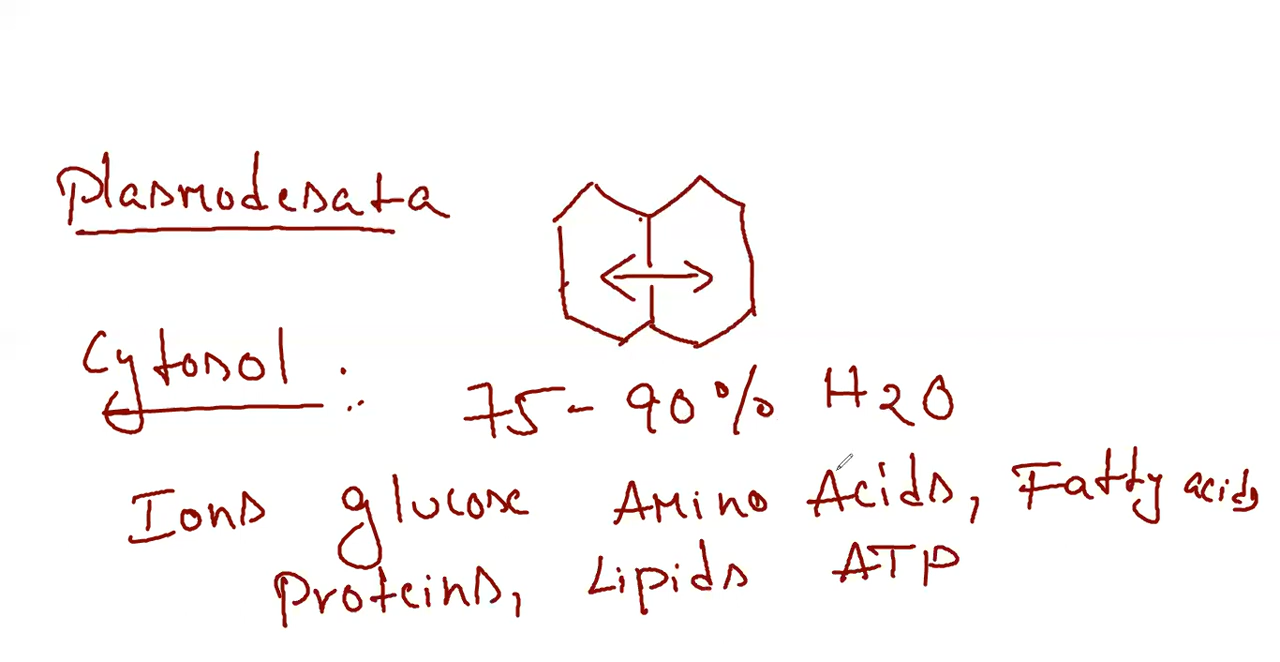 Plasmodesata
Cytosol :
75 - 90% H2O
Ions glucose Amino Acids, Fatty acids
Proteins, Lipids ATP